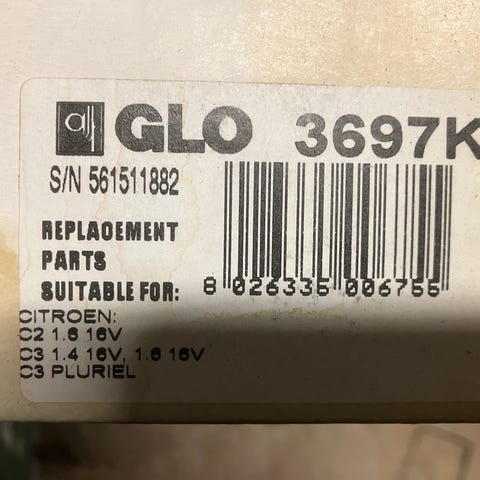 GLO 3697K
S/N 561511882
REPLACEMENT
PARTS
SUITABLE FOR:
8 026335 006755
CITROEN:
C2 1.6 16V
C3 1.4 16V, 1.6 16V
C3 PLURIEL